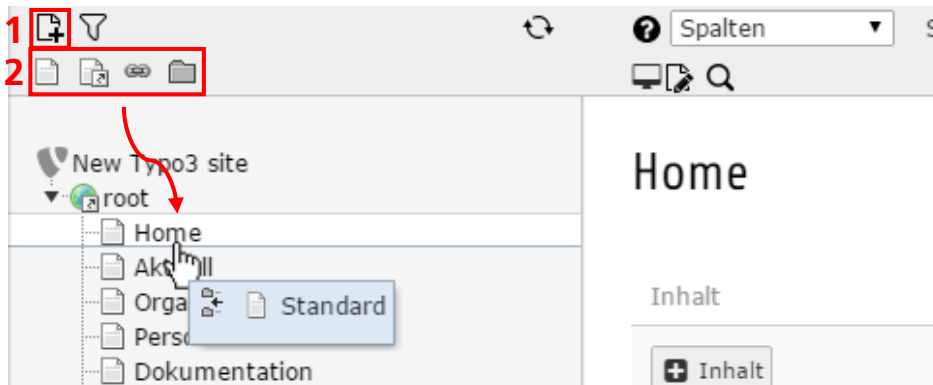 1
Spalten
2
New Typo3 site
root
Home
Home
Standard
Inhalt
Dokumentation
Inhalt